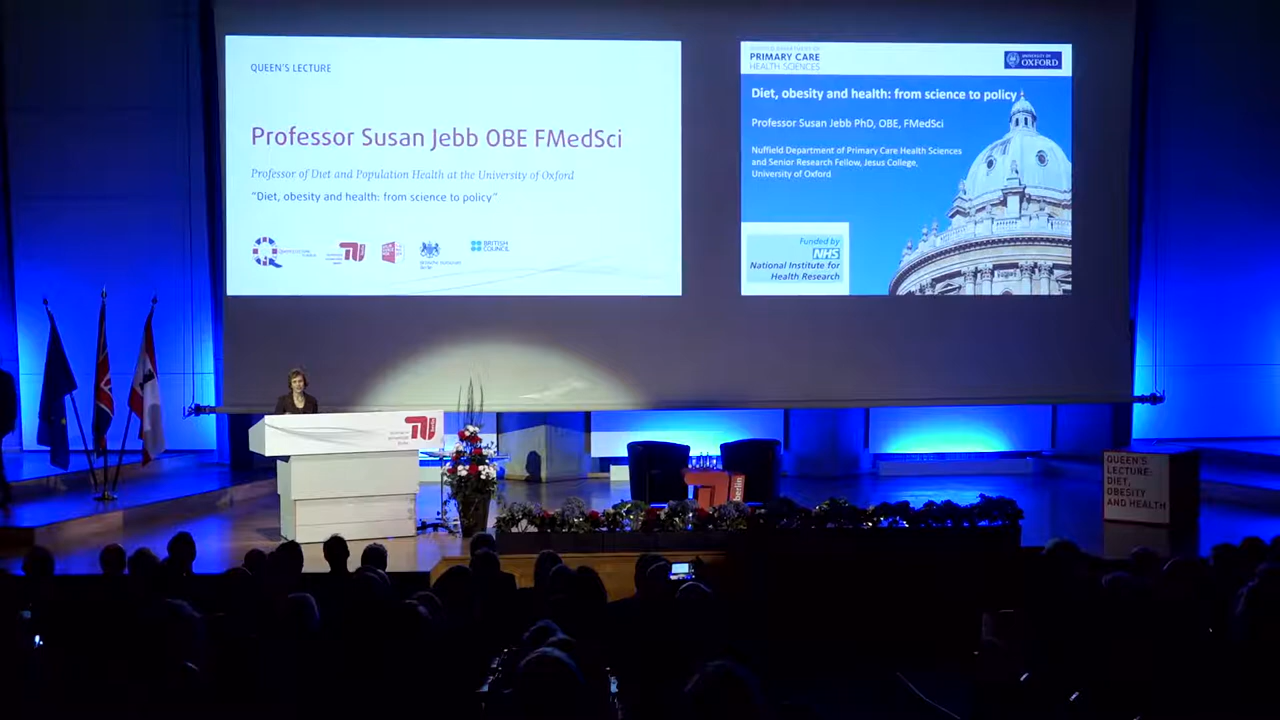 QUEEN'S LECTURE
Professor Susan Jebb OBE FMedSci
Professor of Diet and Population Health at the University of Oxford
"Diet, obesity and health: from science to policy"
BRITISH
COUNCIL
PRIMARY CARE
HEALTH SCIENCES
UNIVERSITY OF
OXFORD
Diet, obesity and health: from science to policy
Professor Susan Jebb PhD, OBE, FMedSci
Nuffield Department of Primary Care Health Sciences
and Senior Research Fellow, Jesus College,
University of Oxford
Funded by
NHS
National Institute for
Health Research
berlin
berlin
QUEEN'S
LECTURE:
DIET,
OBESITY
AND HEALTH